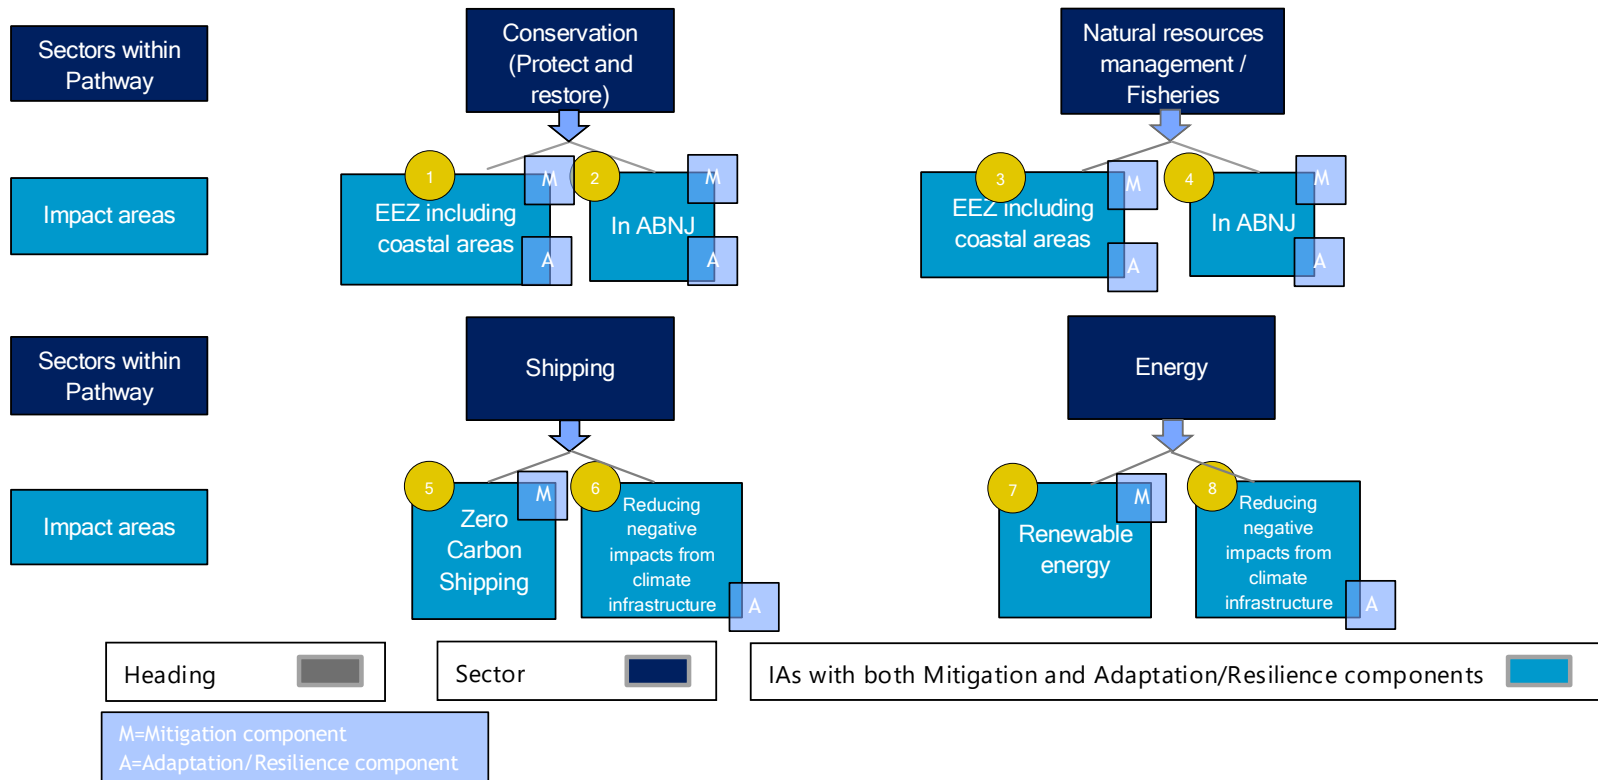 Sectors within
Pathway
Conservation
(Protect and
restore)
Natural resources
management /
Fisheries
Impact areas
1
M
EEZ including
coastal areas
A
2
M
In ABNJ
A
3
M
EEZ including
coastal areas
A
4
M
In ABNJ
A
Sectors within
Pathway
Shipping
Energy
Impact areas
5
M
Zero
Carbon
Shipping
6
Reducing
negative
impacts from
climate
infrastructure
A
7
M
Renewable
energy
8
Reducing
negative
impacts from
climate
infrastructure
A
Heading
Sector
IAs with both Mitigation and Adaptation/Resilience components
M=Mitigation component
A=Adaptation/Resilience component